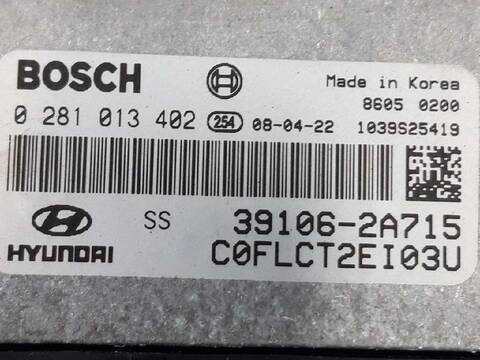 BOSCH
Made in Korea
8605 0200
0 281 013 402 254 08-04-22 1039S25419
SS 39106-2A715
HYUNDAI C0FLCT2EI03U